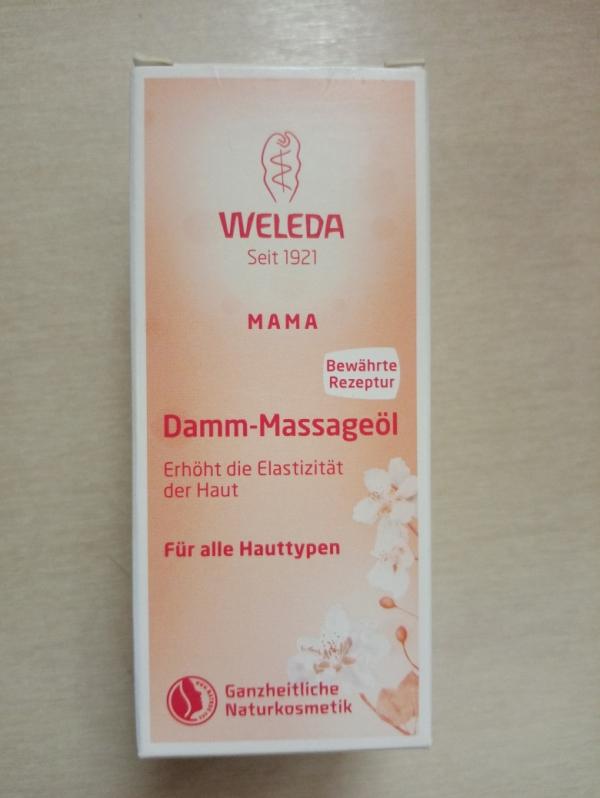 WELEDA
Seit 1921
MAMA
Bewährte
Rezeptur
Damm-Massageöl
Erhöht die Elastizität
der Haut
Für alle Hauttypen
Ganzheitliche
Naturkosmetik